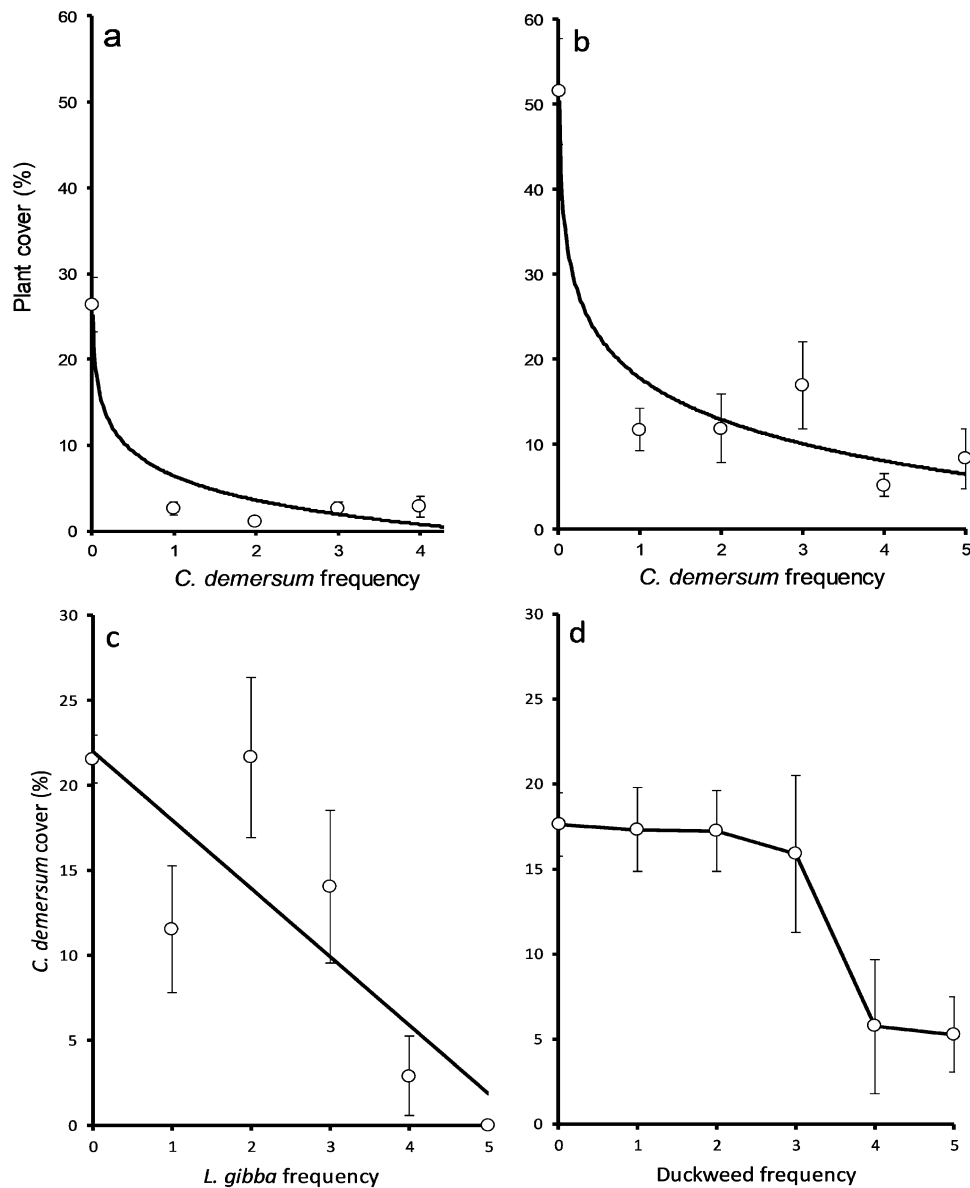 a
60
50
40
30
20
10
0
Plant cover (%)
0 1 2 3 4
C. demersum frequency
b
60
50
40
30
20
10
0
0 1 2 3 4 5
C. demersum frequency
c
30
25
20
15
10
5
0
C. demersum cover (%)
0 1 2 3 4 5
L. gibba frequency
d
30
25
20
15
10
5
0
0 1 2 3 4 5
Duckweed frequency